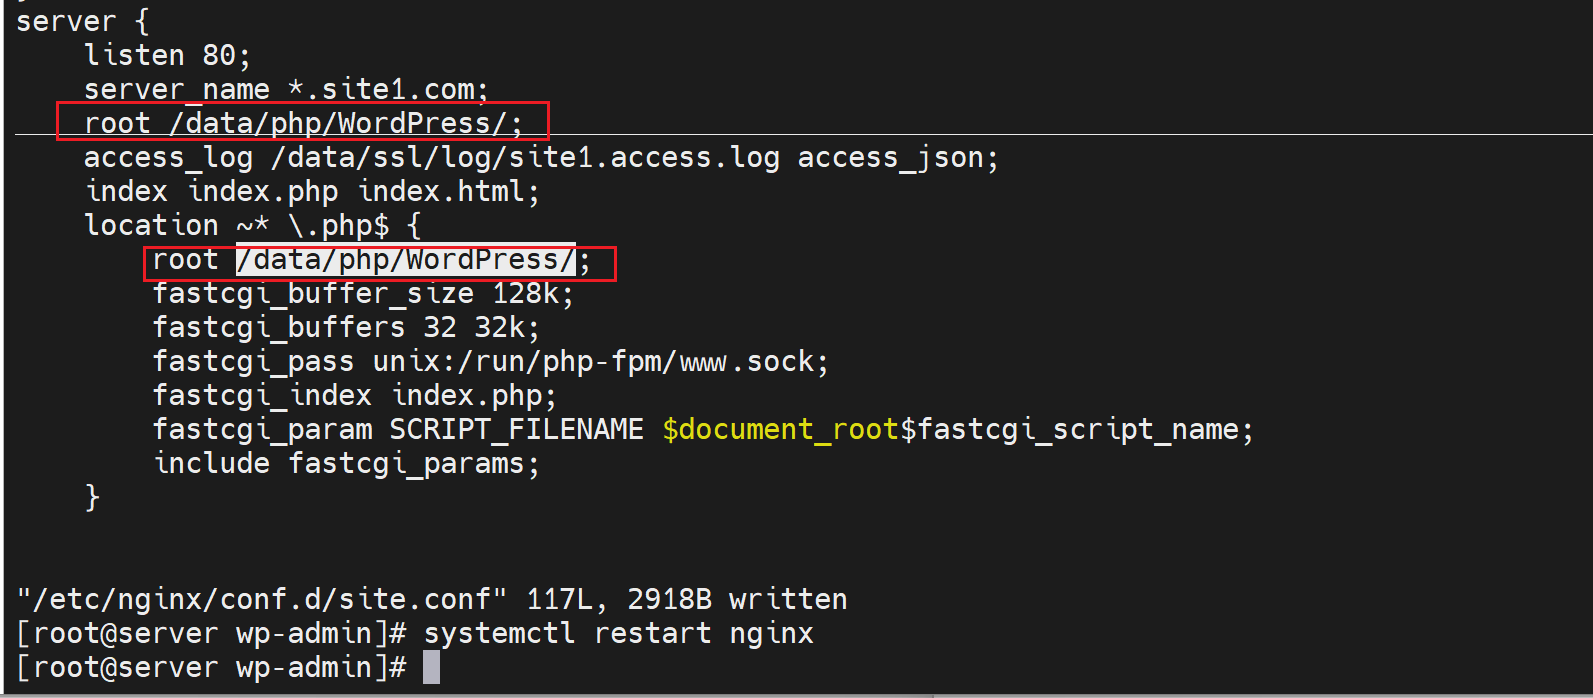 server {
    listen 80;
    server_name *.site1.com;
    root /data/php/WordPress/;
    access_log /data/ssl/log/site1.access.log access_json;
    index index.php index.html;
    location ~* \.php$ {
        root /data/php/WordPress/;
        fastcgi_buffer_size 128k;
        fastcgi_buffers 32 32k;
        fastcgi_pass unix:/run/php-fpm/www.sock;
        fastcgi_index index.php;
        fastcgi_param SCRIPT_FILENAME $document_root$fastcgi_script_name;
        include fastcgi_params;
    }
"/etc/nginx/conf.d/site.conf" 117L, 2918B written
[root@server wp-admin]# systemctl restart nginx
[root@server wp-admin]#